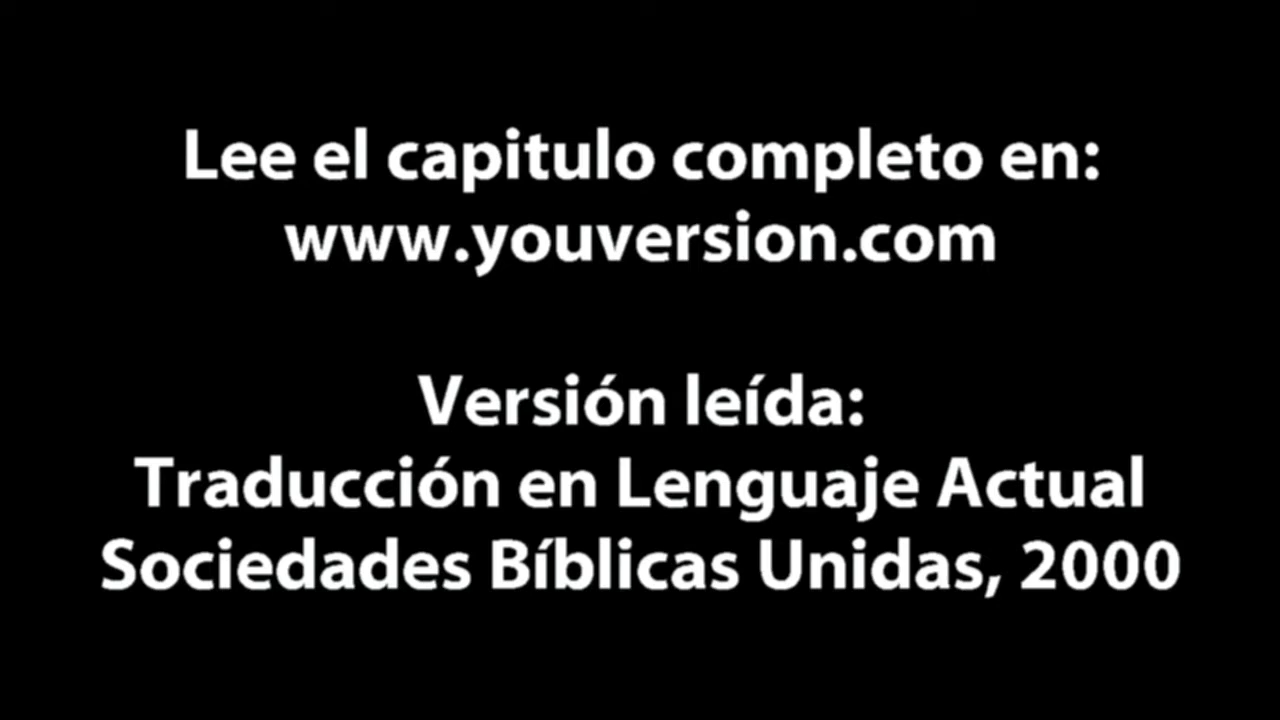 Lee el capitulo completo en:
www.youversion.com
Versión leída:
Traducción en Lenguaje Actual
Sociedades Bíblicas Unidas, 2000